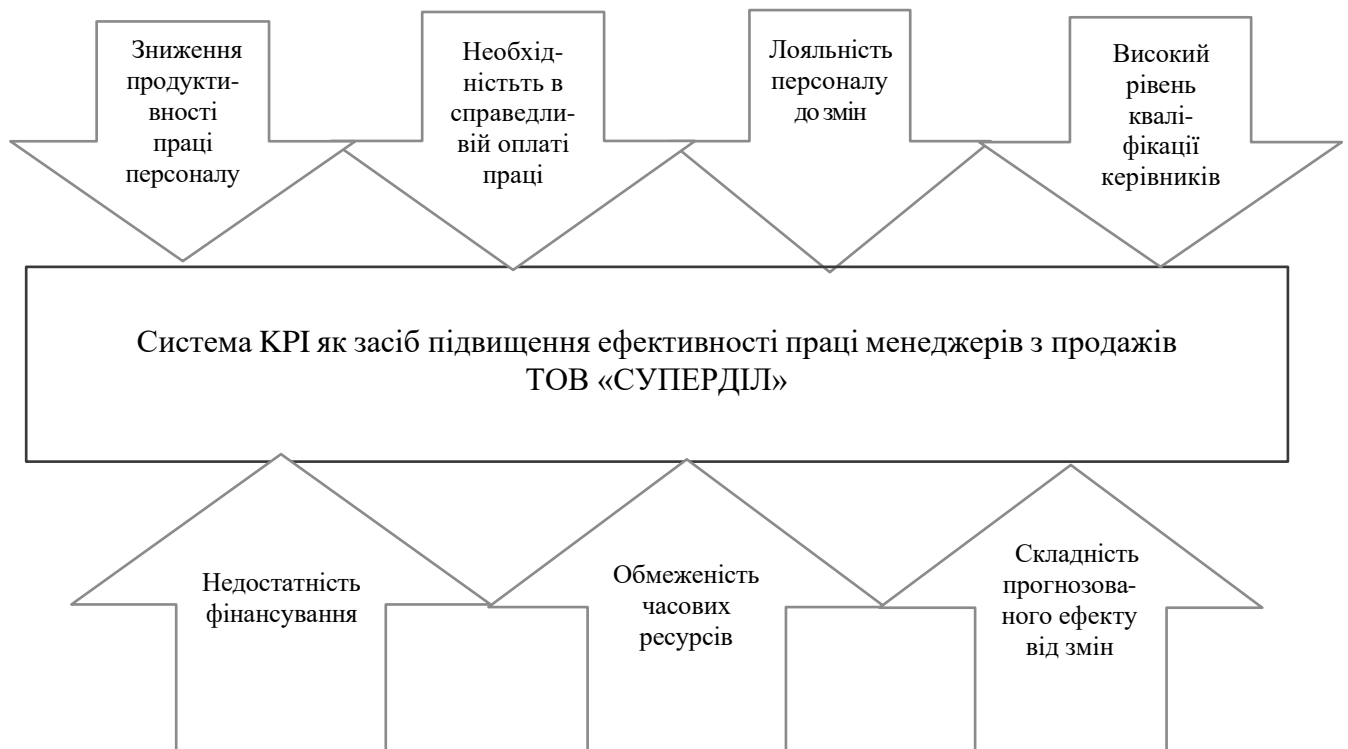 Зниження
продукти-
вності
праці
персоналу
Необхід-
ністьть в
справедли-
вій оплаті
праці
Лояльність
персоналу
до змін
Високий
рівень
квалі-
фікації
керівників
Система KPI як засіб підвищення ефективності праці менеджерів з продажів
ТОВ «СУПЕРДІЛ»
Недостатність
фінансування
Обмеженість
часових
ресурсів
Складність
прогнозова-
ного ефекту
від змін